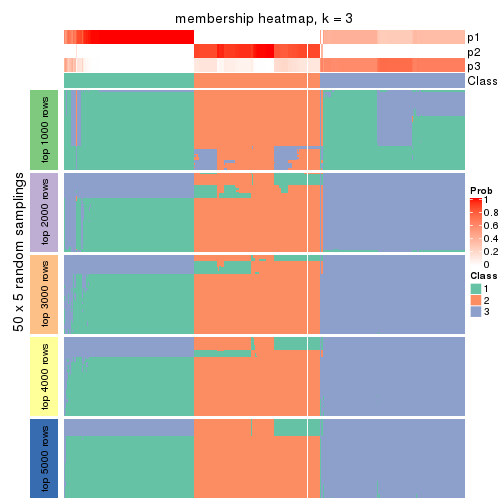 membership heatmap, k = 3
p1
p2
p3
Class
50 x 5 random samplings
top 1000 rows
top 2000 rows
top 3000 rows
top 4000 rows
top 5000 rows
Prob
1
0.8
0.6
0.4
0.2
0
Class
1
2
3